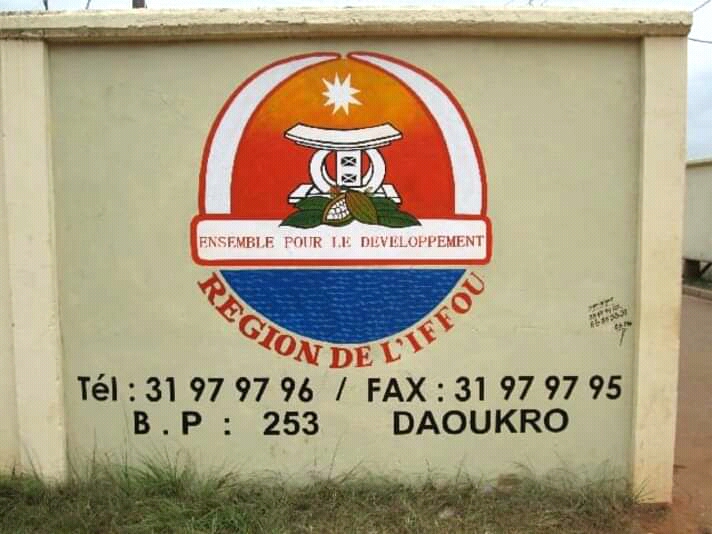 ENSEMBLE POUR LE DEVELOPPEMENT
REGION DE L'IFFOU
Tél : 31 97 97 96 / FAX : 31 97 97 95
B.P : 253 DAOUKRO